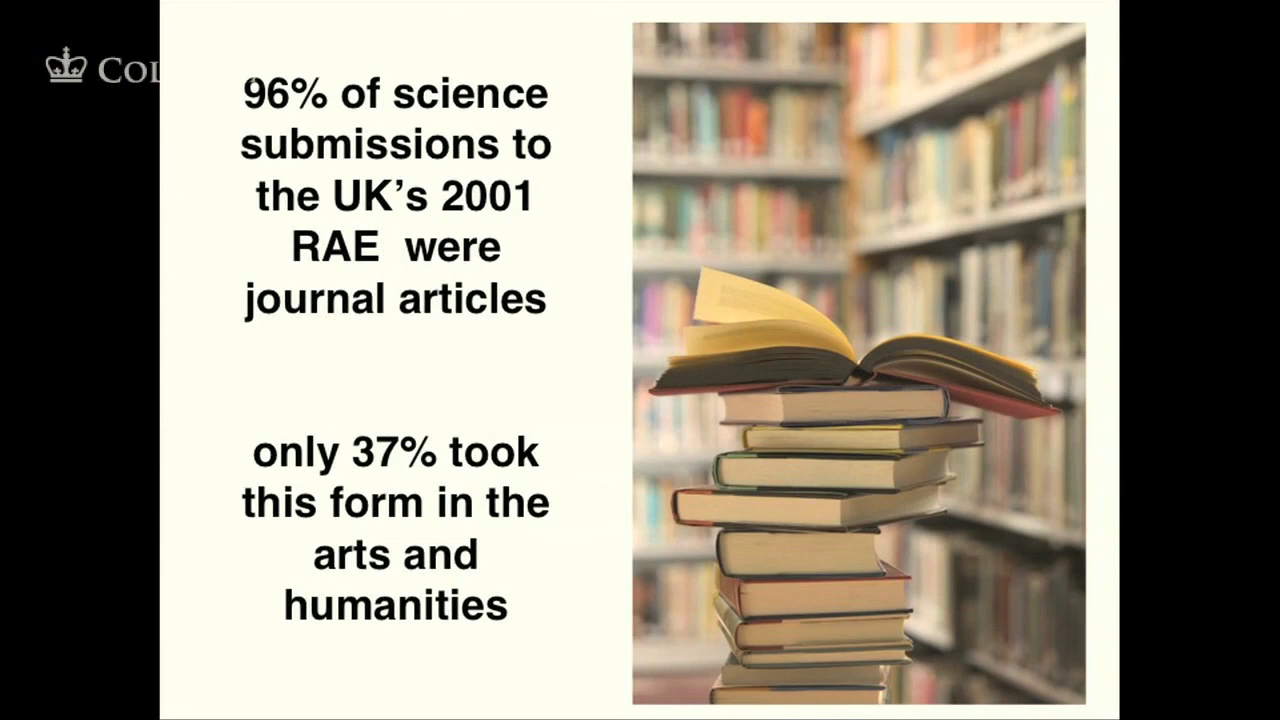 COL
96% of science
submissions to
the UK’s 2001
RAE  were
journal articles
only 37% took
this form in the
arts and
humanities